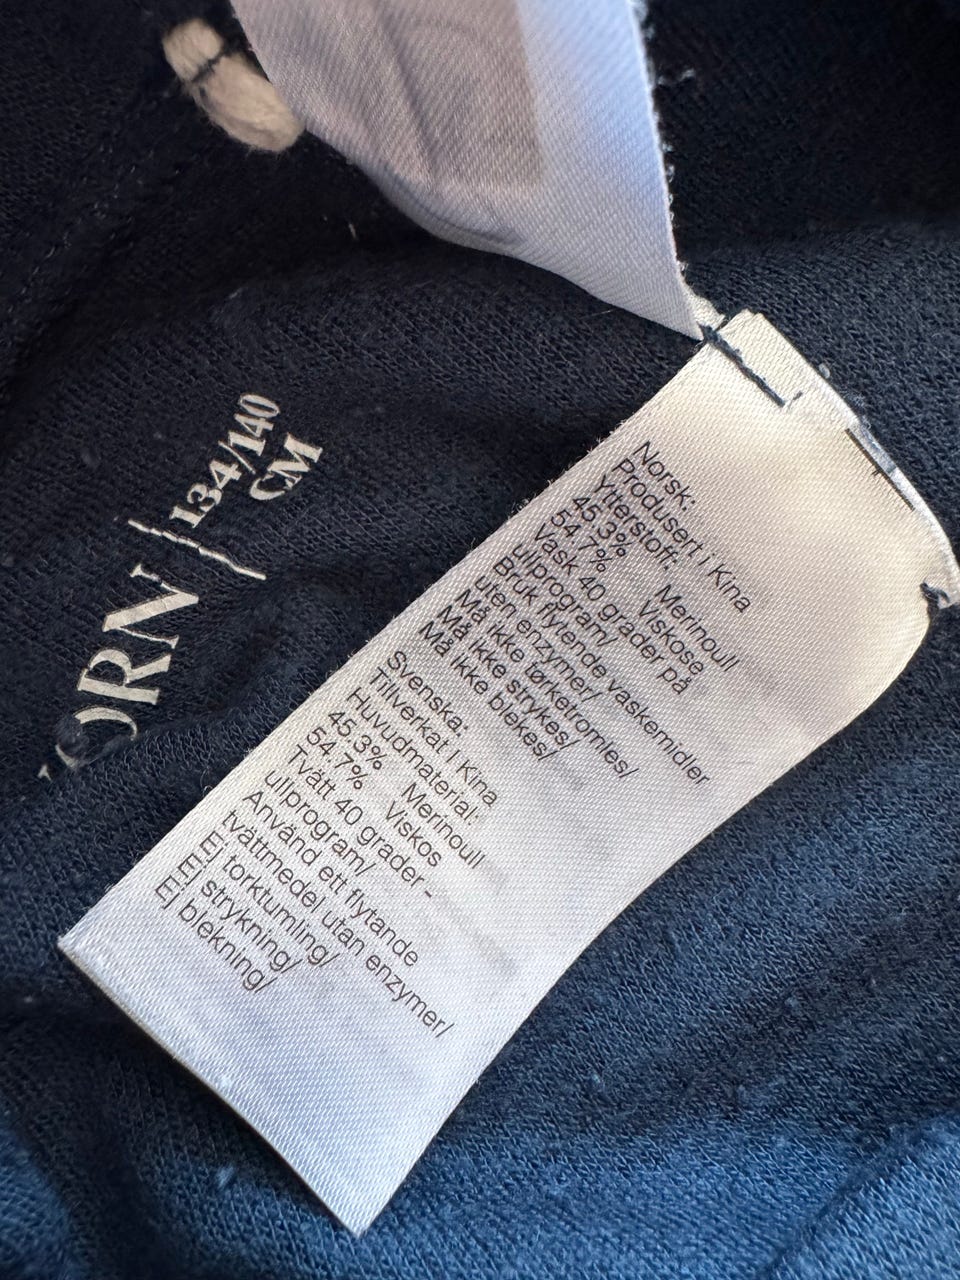 ORN
134/140
CM
Norsk:
Produsert i Kina
Ytterstoff:
45.3% Merinoull
54.7% Viskose
Vask 40 grader på
ullprogram/
Bruk flytende vaskemidler
uten enzymer/
Må ikke tørketromles/
Må ikke strykes/
Må ikke blekes/
Svenska:
Tillverkat i Kina
Huvudmaterial:
45.3% Merinoull
54.7% Viskos
Tvätt 40 grader -
ullprogram/
Använd ett flytande
tvättmedel utan enzymer/
Ej torktumling/
Ej strykning/
Ej blekning/